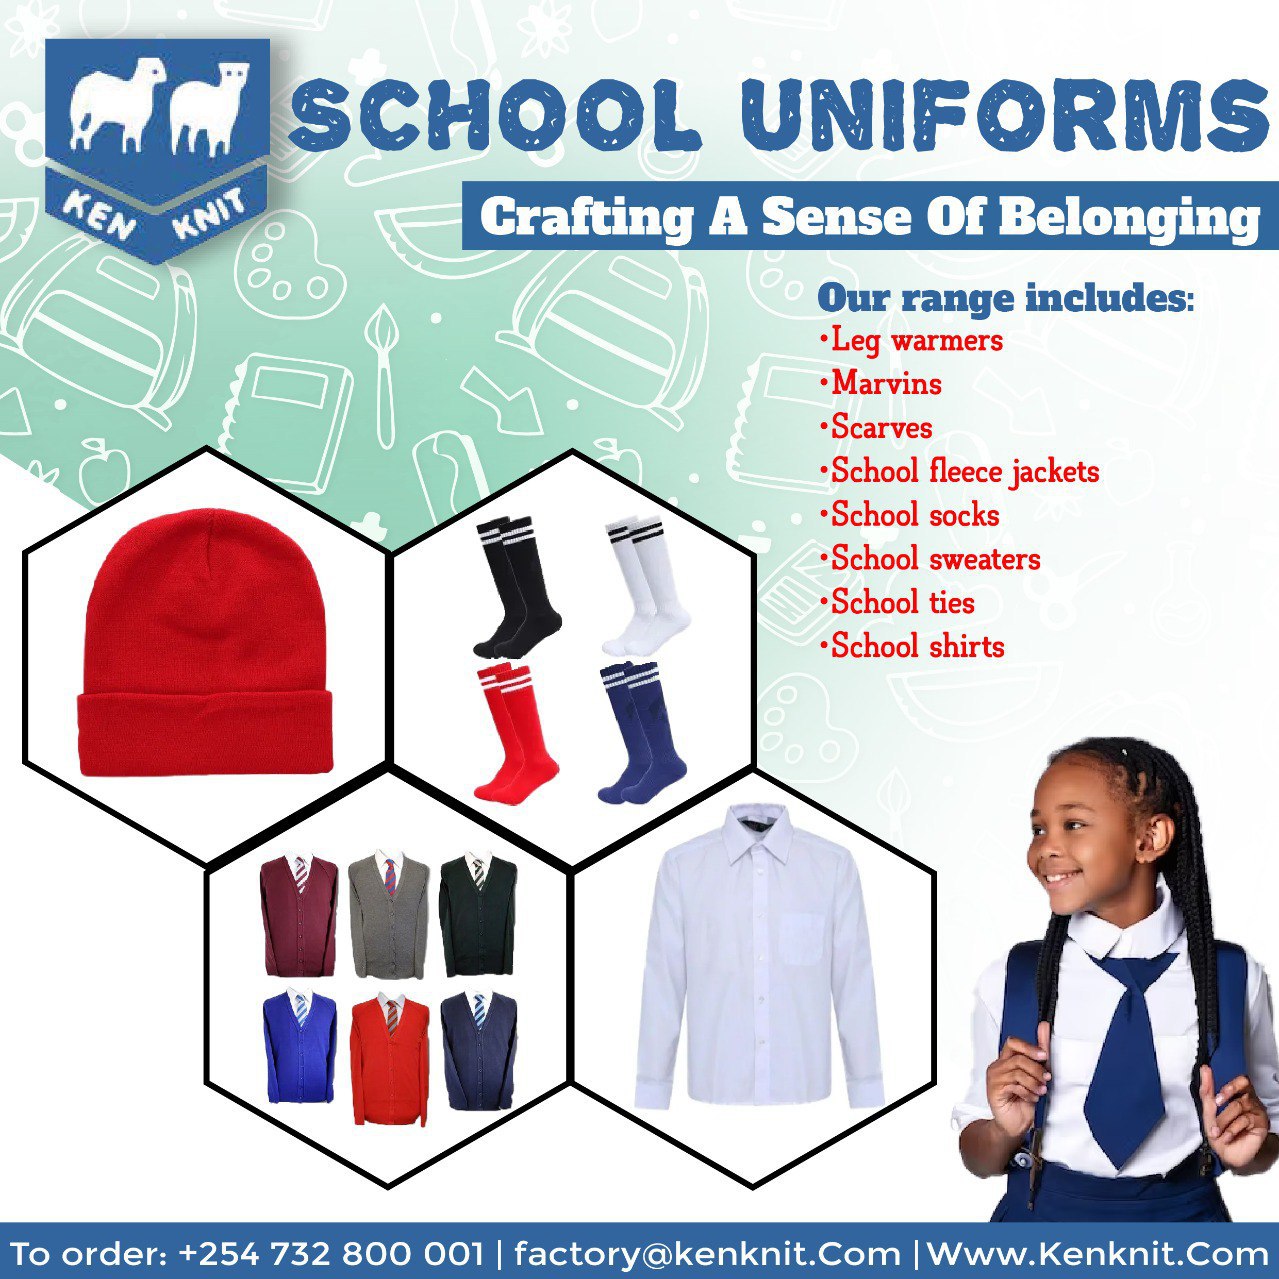 KEN KNIT
SCHOOL UNIFORMS
Crafting A Sense Of Belonging
Our range includes:
•Leg warmers
•Marvins
•Scarves
•School fleece jackets
•School socks
•School sweaters
•School ties
•School shirts
To order: +254 732 800 001 | factory@kenknit.Com | Www.Kenknit.Com